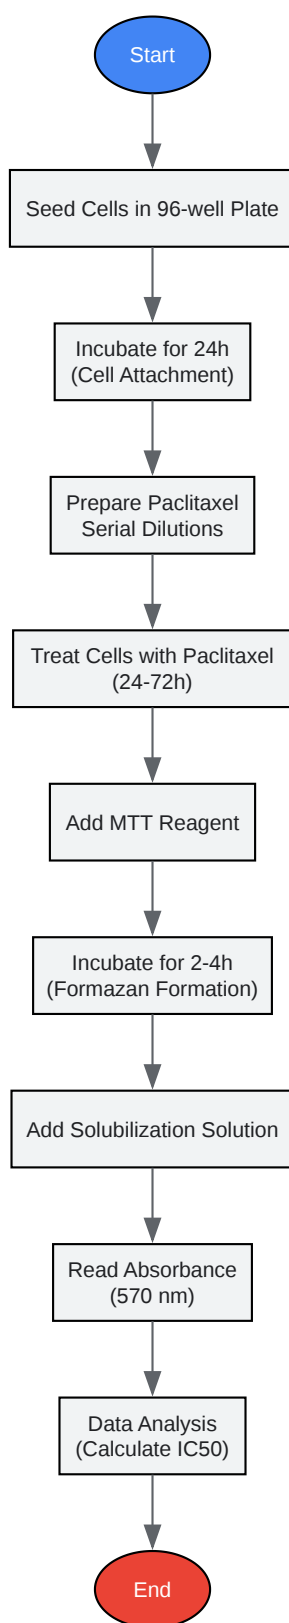 Start
Seed Cells in 96-well Plate
Incubate for 24h
(Cell Attachment)
Prepare Paclitaxel
Serial Dilutions
Treat Cells with Paclitaxel
(24-72h)
Add MTT Reagent
Incubate for 2-4h
(Formazan Formation)
Add Solubilization Solution
Read Absorbance
(570 nm)
Data Analysis
(Calculate IC50)
End